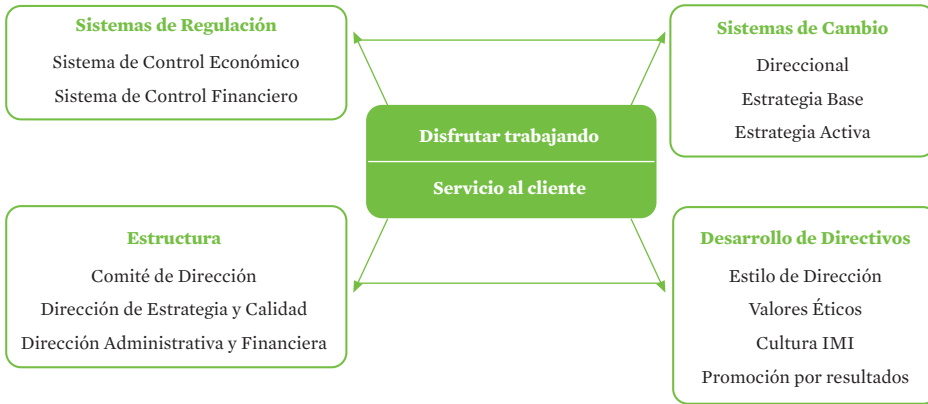 Sistemas de Regulación
Sistema de Control Económico
Sistema de Control Financiero
Sistemas de Cambio
Direccional
Estrategia Base
Estrategia Activa
Disfrutar trabajando
Servicio al cliente
Estructura
Comité de Dirección
Dirección de Estrategia y Calidad
Dirección Administrativa y Financiera
Desarrollo de Directivos
Estilo de Dirección
Valores Éticos
Cultura IMI
Promoción por resultados